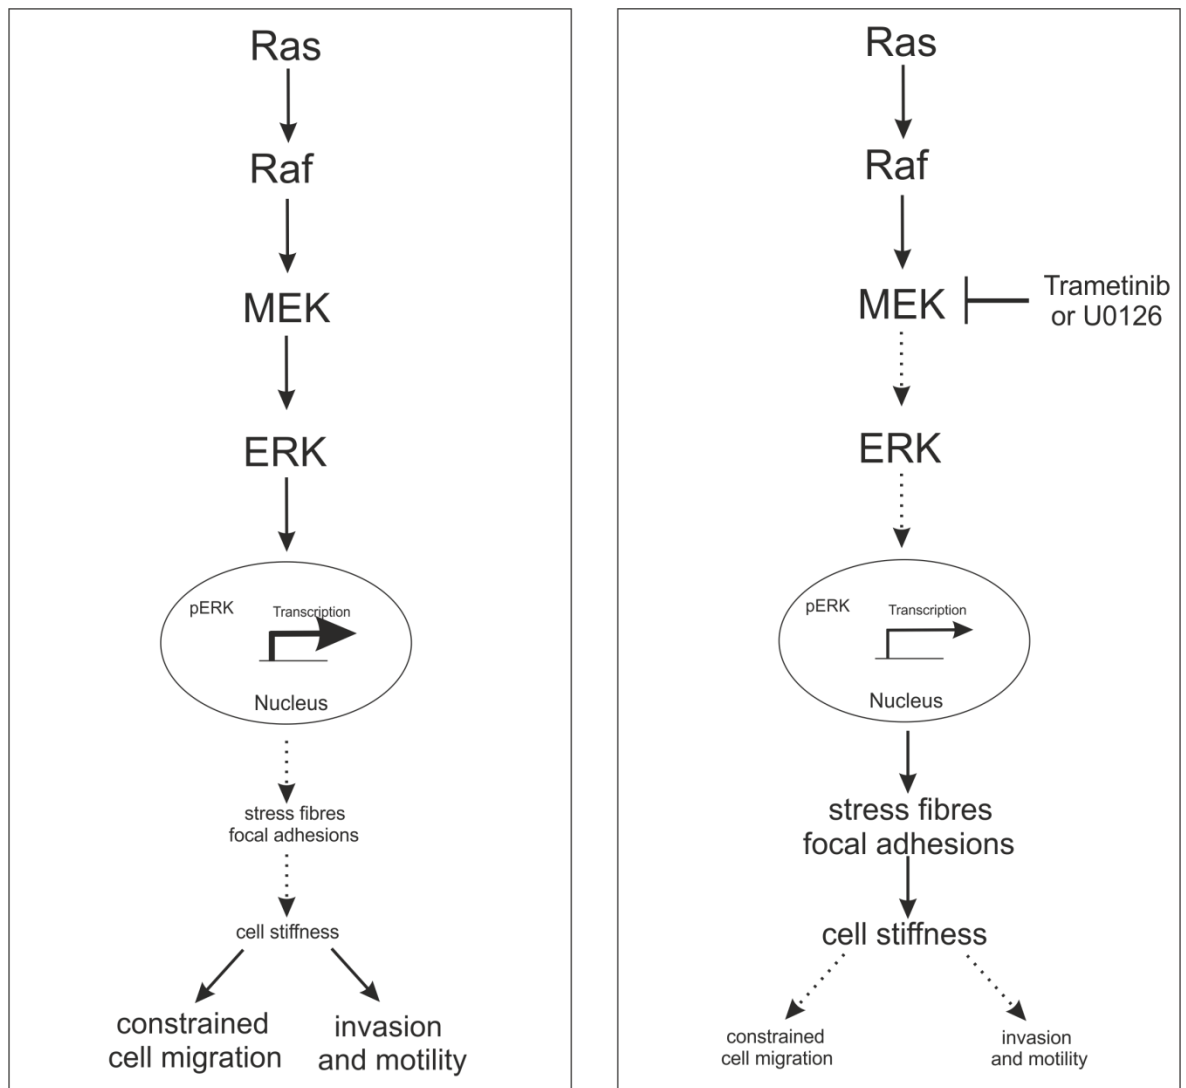 Ras
Raf
MEK
ERK
pERK
Transcription
Nucleus
stress fibres
focal adhesions
cell stiffness
constrained
cell migration
invasion
and motility
Ras
Raf
MEK
Trametinib
or U0126
ERK
pERK
Transcription
Nucleus
stress fibres
focal adhesions
cell stiffness
constrained
cell migration
invasion
and motility